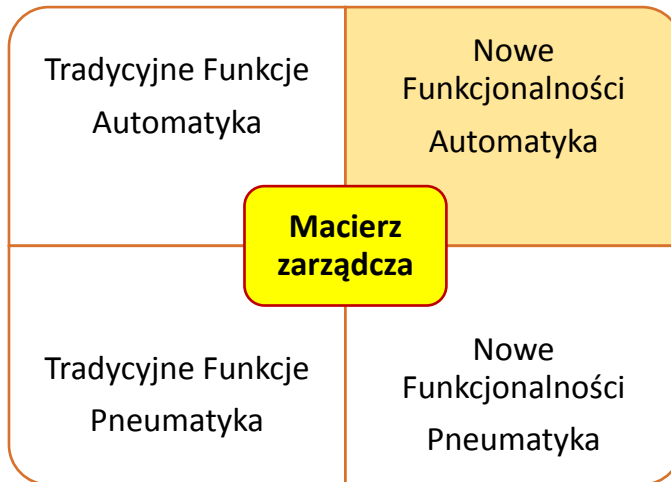 Tradycyjne Funkcje
Automatyka
Nowe
Funkcjonalności
Automatyka
Macierz
zarządcza
Tradycyjne Funkcje
Pneumatyka
Nowe
Funkcjonalności
Pneumatyka